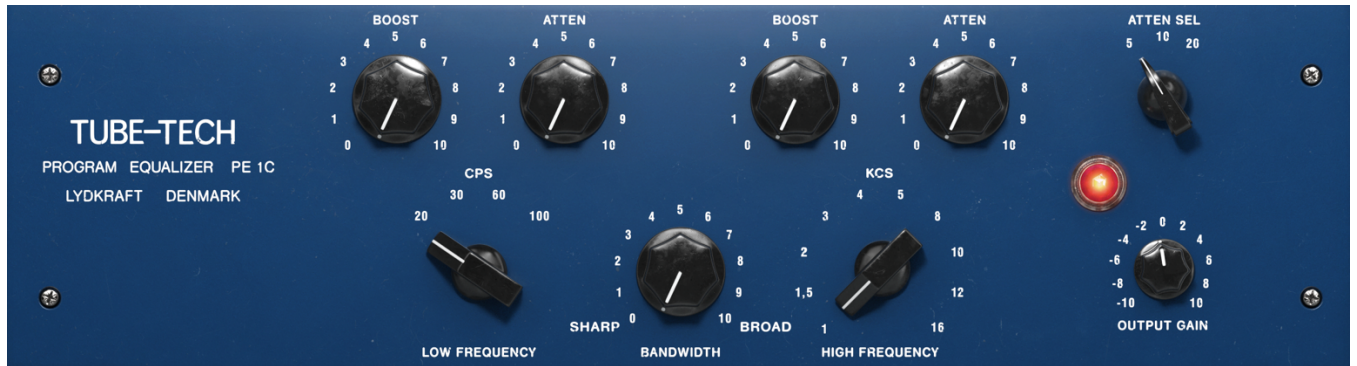 BOOST
ATTEN
BOOST
ATTEN
ATTEN SEL
0 1 2 3 4 5 6 7 8 9 10
0 1 2 3 4 5 6 7 8 9 10
0 1 2 3 4 5 6 7 8 9 10
0 1 2 3 4 5 6 7 8 9 10
5 10 20
TUBE-TECH
PROGRAM EQUALIZER PE 1C
LYDKRAFT DENMARK
CPS
20 30 60 100
KCS
1 1,5 2 3 4 5 8 10 12 16
0 1 2 3 4 5 6 7 8 9 10
SHARP
BROAD
-10 -8 -6 -4 -2 0 2 4 6 8 10
OUTPUT GAIN
LOW FREQUENCY
BANDWIDTH
HIGH FREQUENCY